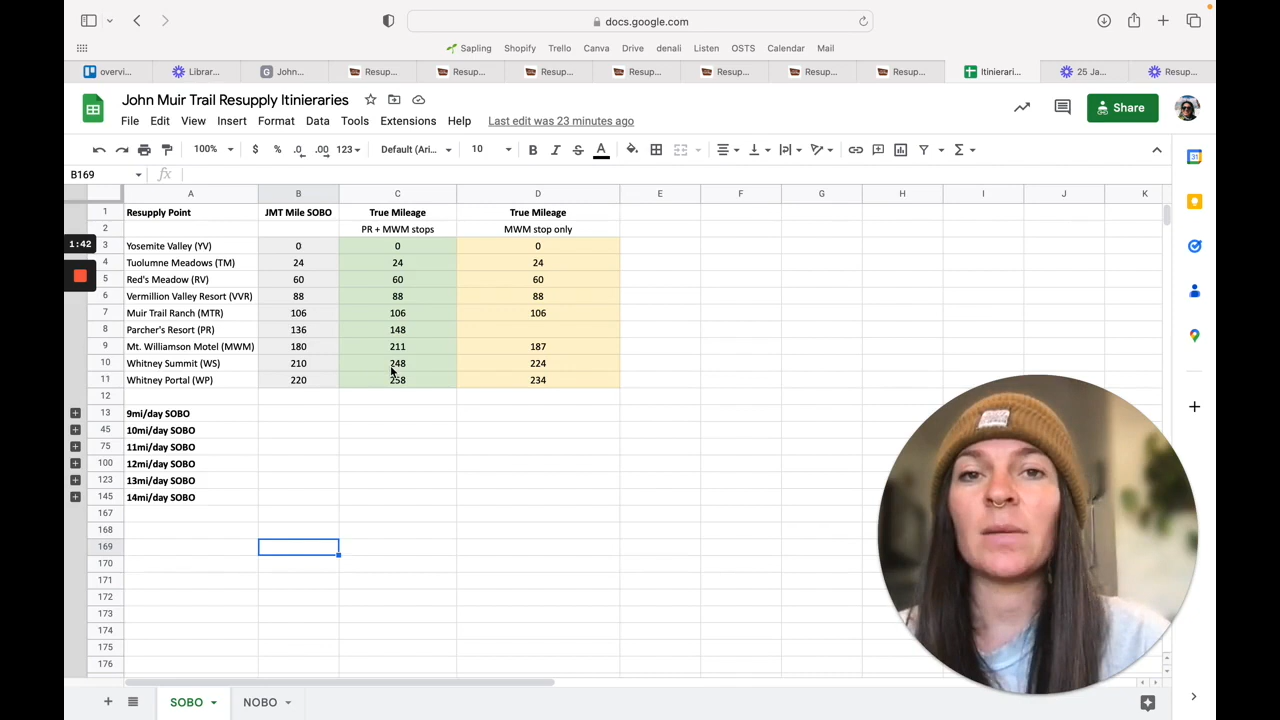 docs.google.com
Sapling Shopify Trello Canva Drive denali Listen OSTS Calendar Mail
overvi... Librar... John... Resup... Resup... Resup... Resup... Resup... Resup... Resup... Itinierari... 25 Ja... Resup...
John Muir Trail Resupply Itinieraries
Share
File Edit View Insert Format Data Tools Extensions Help Last edit was 23 minutes ago
100% $ % .0 .00 123 Default (Ari... 10 B I S A
B169 fx
A B C D E F G H I J K
1 Resupply Point JMT Mile SOBO True Mileage True Mileage
2 PR + MWM stops MWM stop only
1:42
3 Yosemite Valley (YV) 0 0 0
4 Tuolumne Meadows (TM) 24 24 24
5 Red's Meadow (RV) 60 60 60
6 Vermillion Valley Resort (VVR) 88 88 88
7 Muir Trail Ranch (MTR) 106 106 106
8 Parcher's Resort (PR) 136 148
9 Mt. Williamson Motel (MWM) 180 211 187
10 Whitney Summit (WS) 210 248 224
11 Whitney Portal (WP) 220 258 234
12
13 9mi/day SOBO
45 10mi/day SOBO
75 11mi/day SOBO
100 12mi/day SOBO
123 13mi/day SOBO
145 14mi/day SOBO
167
168
169
170
171
172
173
174
175
176
SOBO NOBO